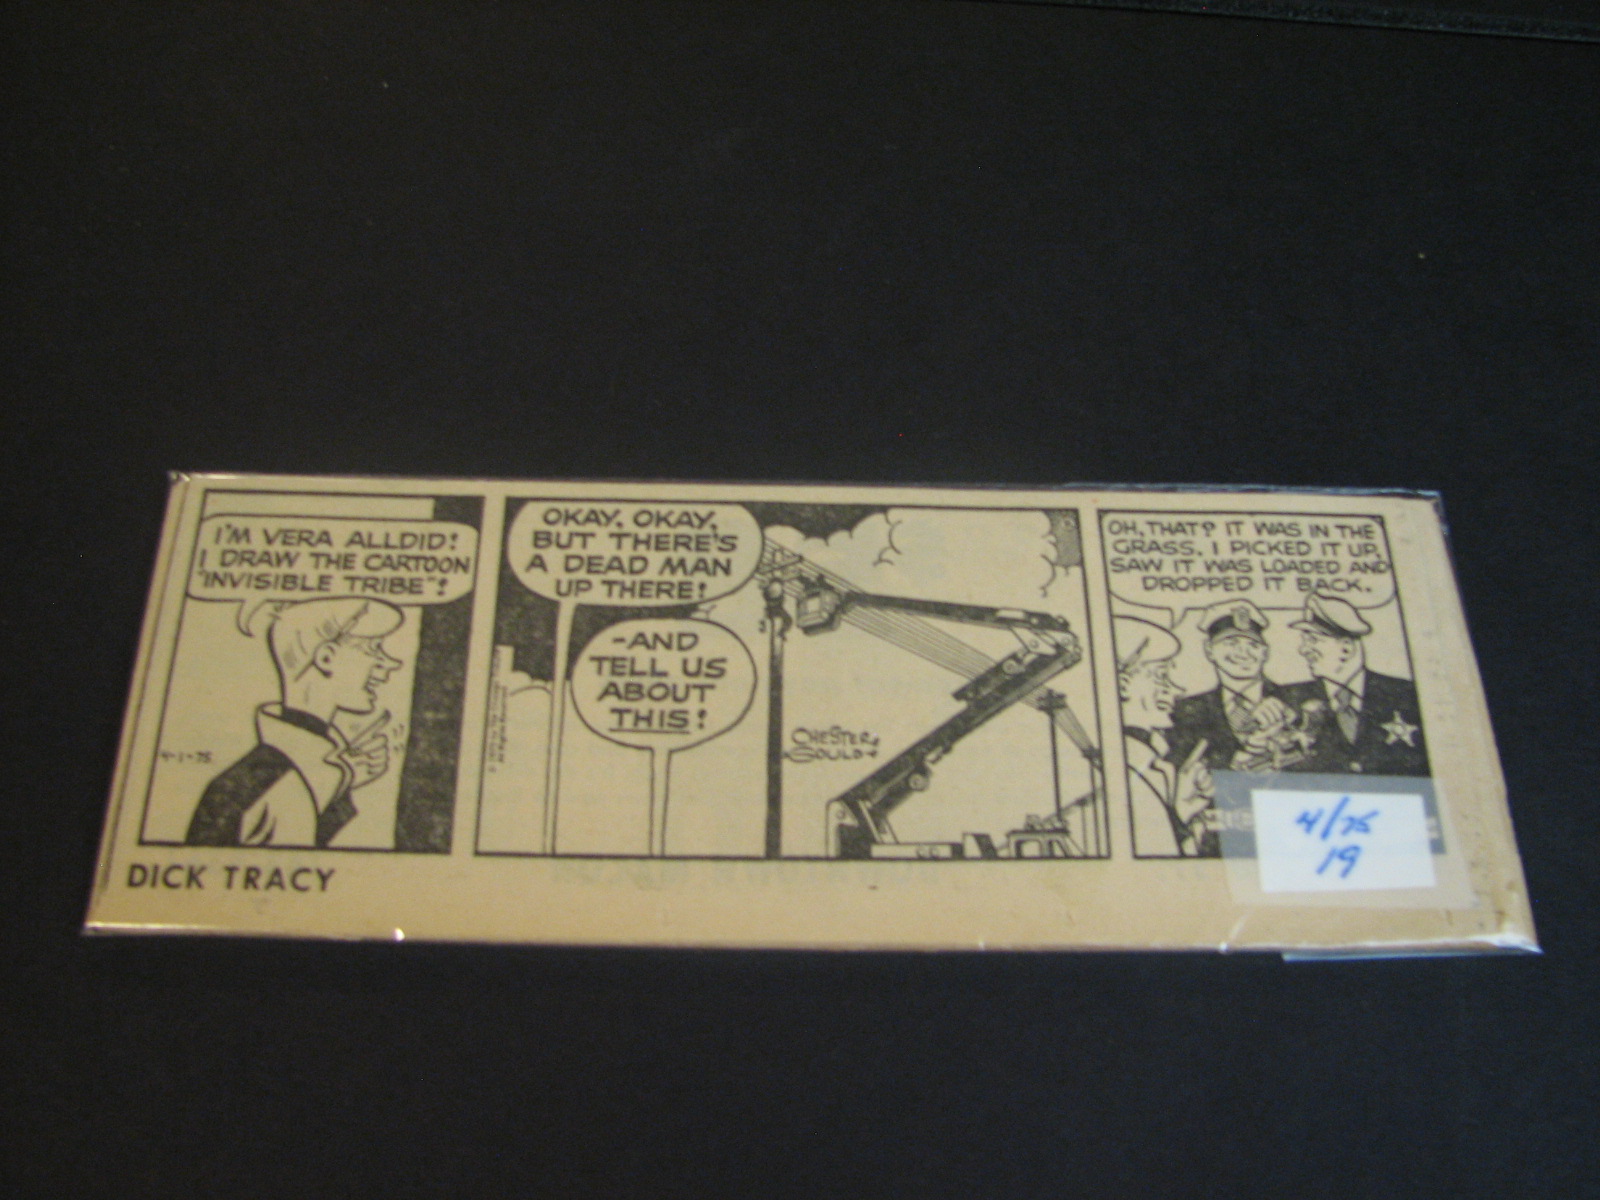 I'M VERA ALLDID!
I DRAW THE CARTOON
"INVISIBLE TRIBE"!
4-1-75
OKAY, OKAY,
BUT THERE'S
A DEAD MAN
UP THERE!
-AND
TELL US
ABOUT
THIS!
CHESTER
GOULD
OH, THAT? IT WAS IN THE
GRASS. I PICKED IT UP,
SAW IT WAS LOADED AND
DROPPED IT BACK.
DICK TRACY
4/75
19